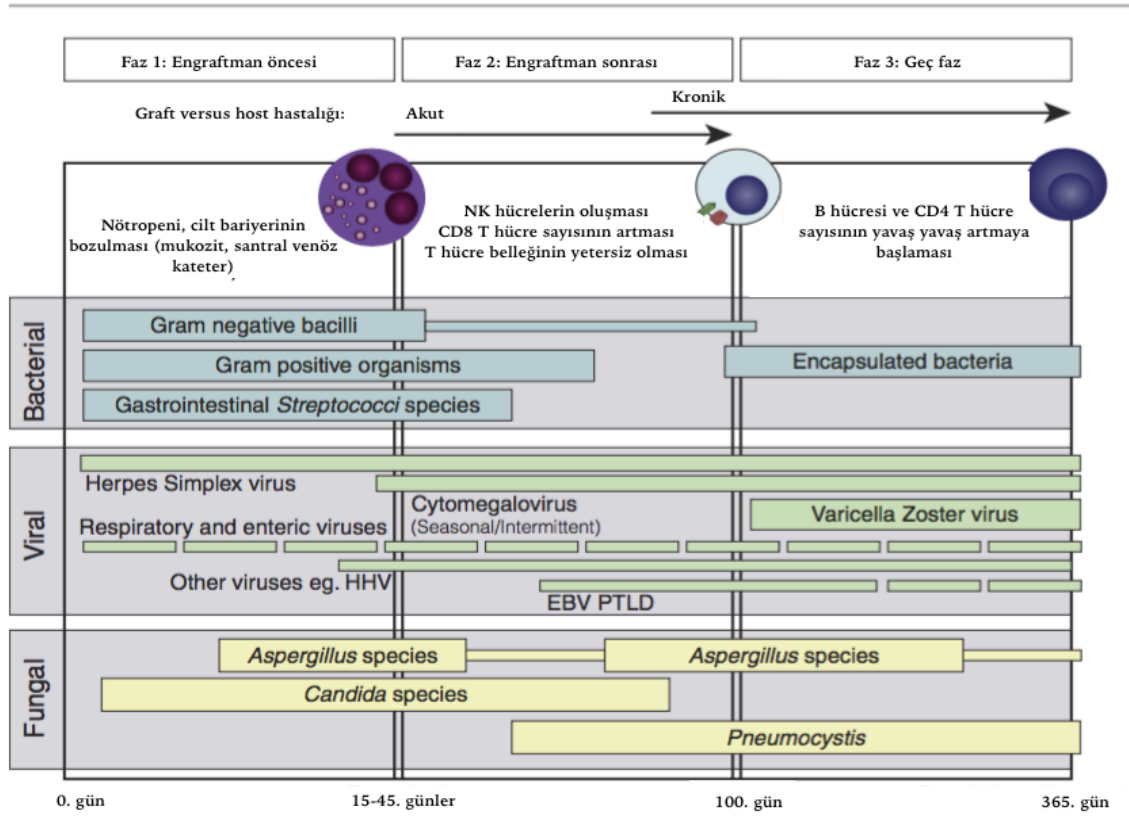 Faz 1: Engraftman öncesi
Faz 2: Engraftman sonrası
Faz 3: Geç faz
Graft versus host hastalığı:
Akut
Kronik
Nötropeni, cilt bariyerinin
bozulması (mukozit, santral venöz
kateter)
NK hücrelerin oluşması
CD8 T hücre sayısının artması
T hücre belleğinin yetersiz olması
B hücresi ve CD4 T hücre
sayısının yavaş yavaş artmaya
başlaması
Bacterial
Gram negative bacilli
Gram positive organisms
Encapsulated bacteria
Gastrointestinal Streptococci species
Viral
Herpes Simplex virus
Cytomegalovirus
(Seasonal/Intermittent)
Varicella Zoster virus
Respiratory and enteric viruses
Other viruses eg. HHV
EBV PTLD
Fungal
Aspergillus species
Aspergillus species
Candida species
Pneumocystis
0. gün
15-45. günler
100. gün
365. gün